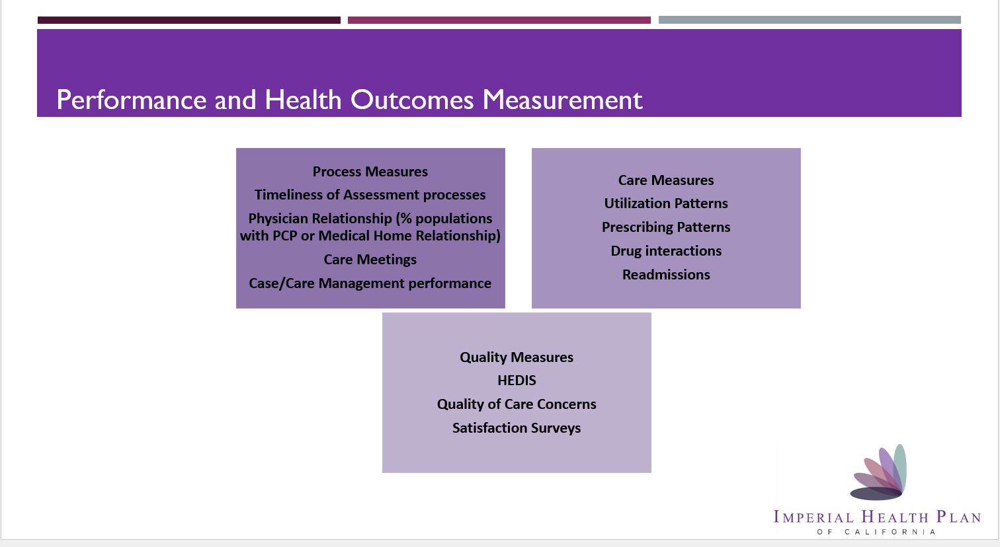 Performance and Health Outcomes Measurement
Process Measures
Timeliness of Assessment processes
Physician Relationship (% populations
with PCP or Medical Home Relationship)
Care Meetings
Case/Care Management performance
Care Measures
Utilization Patterns
Prescribing Patterns
Drug interactions
Readmissions
Quality Measures
HEDIS
Quality of Care Concerns
Satisfaction Surveys
IMPERIAL HEALTH PLAN
OF CALIFORNIA